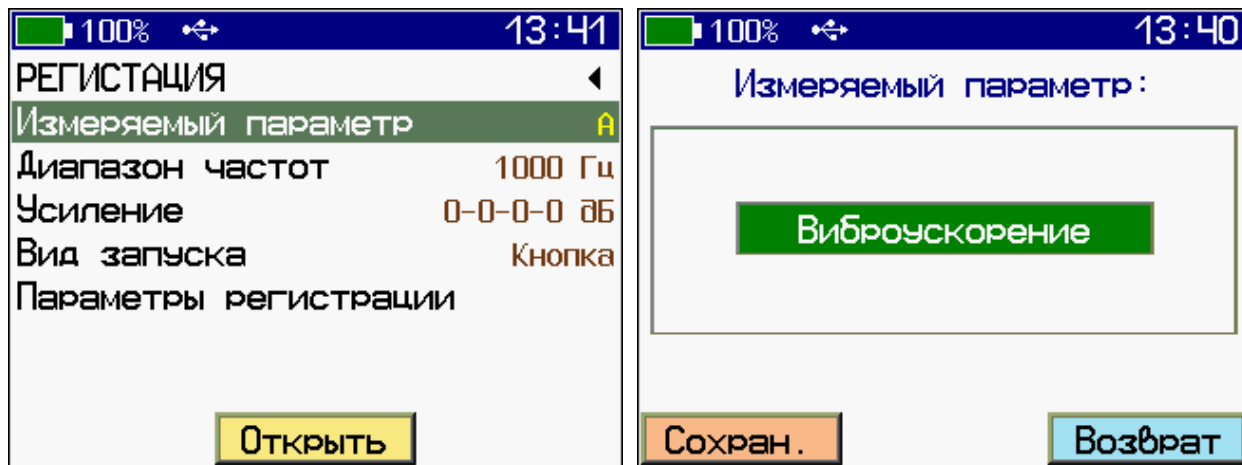 100% 13:41
РЕГИСТАЦИЯ
Измеряемый параметр А
Диапазон частот 1000 Гц
Усиление 0-0-0-0 дБ
Вид запуска Кнопка
Параметры регистрации
Открыть
100% 13:40
Измеряемый параметр:
Виброускорение
Сохран. Возврат